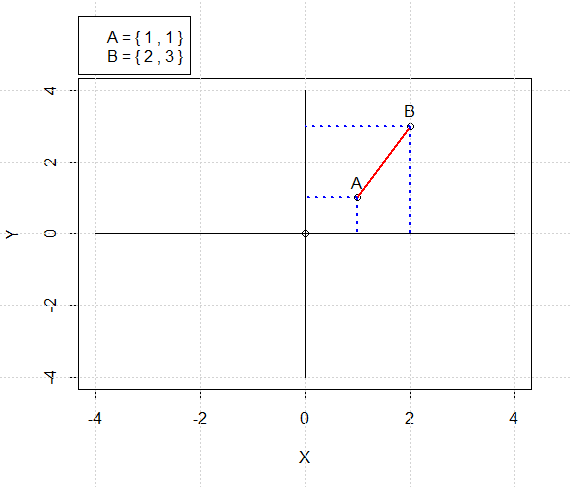 A = { 1 , 1 }
B = { 2 , 3 }
4
2
0
-2
-4
Y
B
A
-4 -2 0 2 4
X